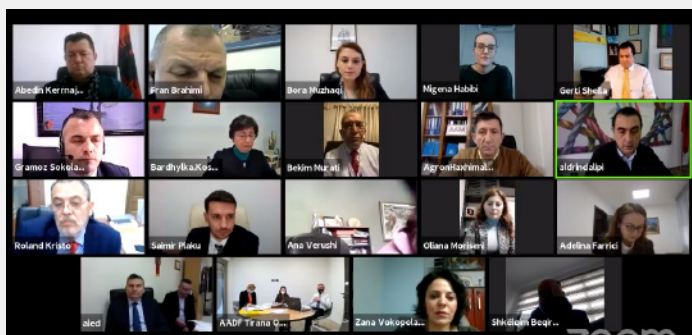 Abedin Kerrnaj...
Fran Brahimi
Bora Muzhaqi
Migena Habibi
Gerti Shella
Gramoz Sokola...
Bardhylka.Kos...
Bekim Murati
AgronHaxhimal...
aldrindalipi
Roland Kristo
Saimir Plaku
Ana Verushi
Oliana Moriseni
Adelina Farrici
aled
AADF Tirana O...
Zana Vokopola...
Shkëlqim Beqir...
zoom